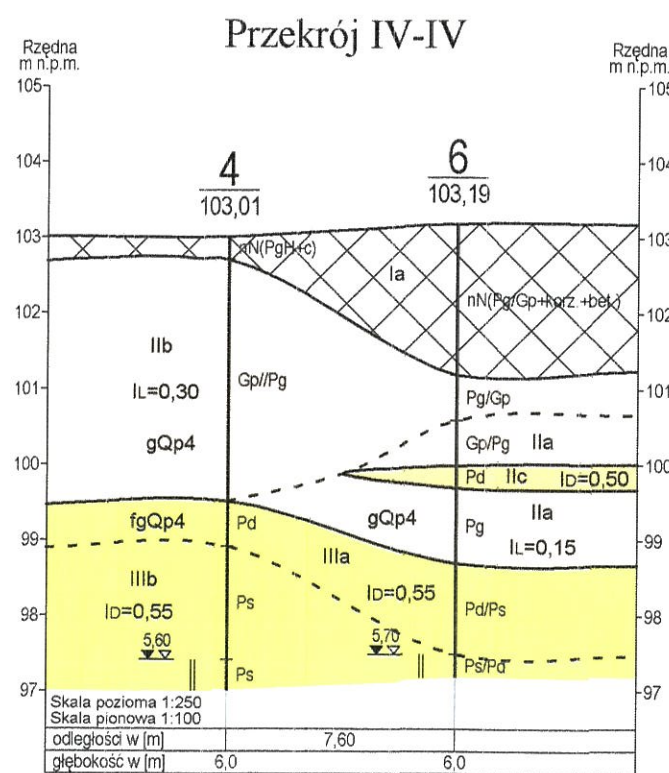 Przekrój IV-IV
Rzędna
m n.p.m.
Rzędna
m n.p.m.
105
105
104
104
4
103,01
6
103,19
103
103
nN(PgH+c)
Ia
nN(Pg/Gp+korz.+bet.)
102
102
IIb
IL=0,30
Gp//Pg
Pg/Gp
101
101
gQp4
Gp/Pg
IIa
100
100
Pd
IIc
ID=0,50
fgQp4
Pd
gQp4
Pg
IIa
IL=0,15
99
99
IIIa
IIIb
ID=0,55
Ps
ID=0,55
Pd/Ps
98
98
5,60
5,70
Ps
Ps/Pd
97
97
Skala pozioma 1:250
Skala pionowa 1:100
odległości w [m] 7,60
głębokość w [m] 6,0 6,0